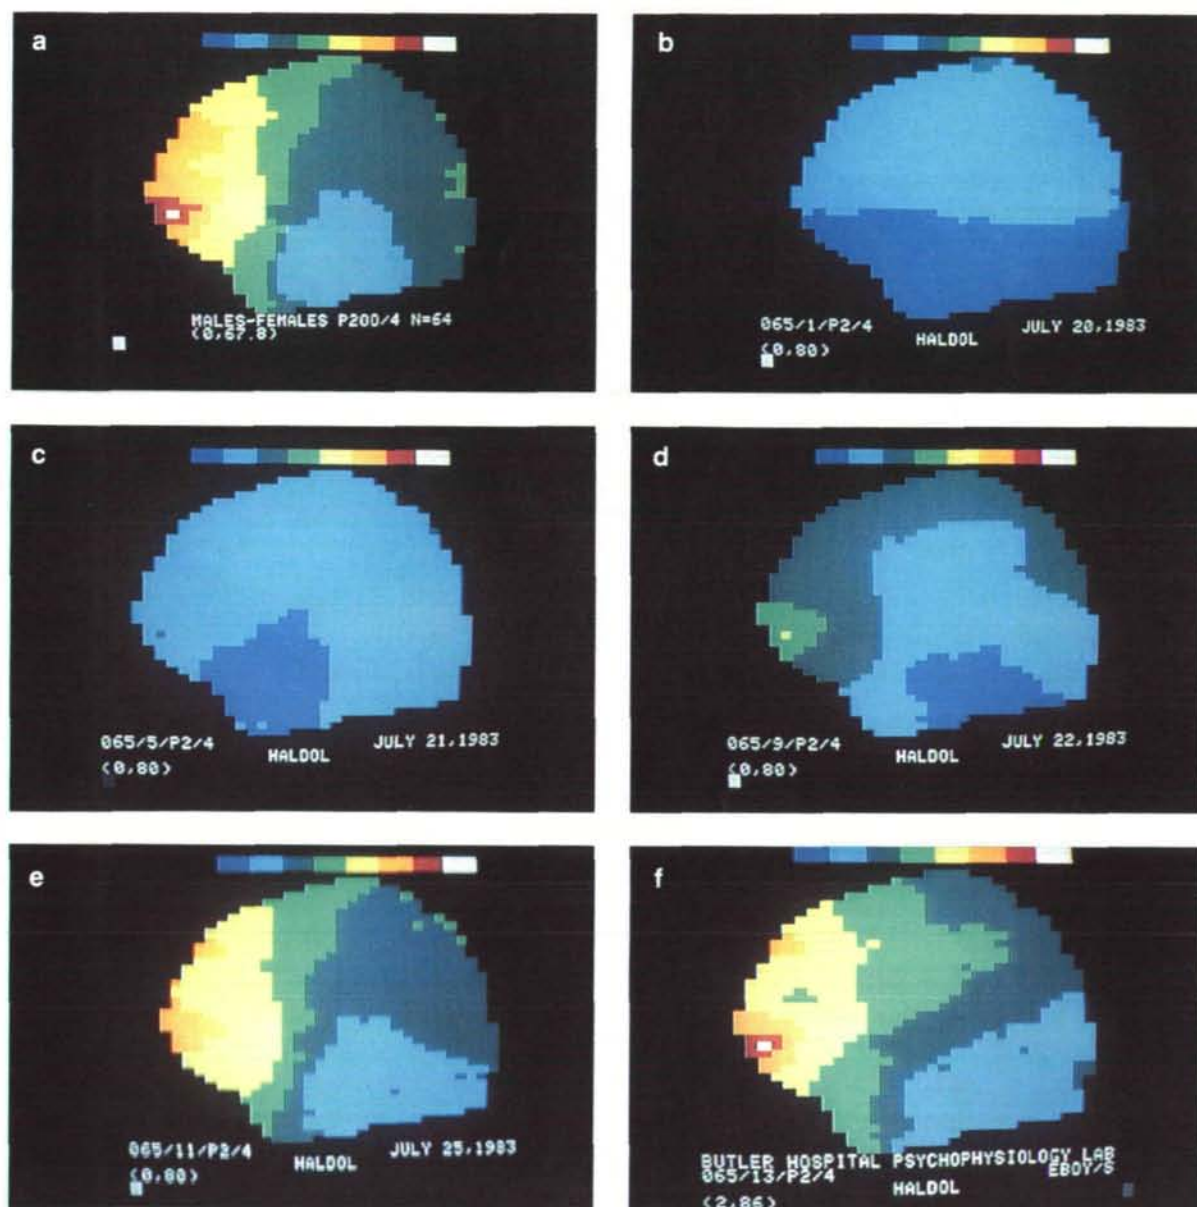 a
MALES-FEMALES P200/4 N=64
(0,67.8)
b
065/1/P2/4 JULY 20,1983
(0,80) HALDOL
c
065/5/P2/4 HALDOL JULY 21,1983
(0,80)
d
065/9/P2/4 HALDOL JULY 22,1983
(0,80)
e
065/11/P2/4 HALDOL JULY 25,1983
(0,80)
f
BUTLER HOSPITAL PSYCHOPHYSIOLOGY LAB
065/13/P2/4 EBOY/S
HALDOL
(2,86)